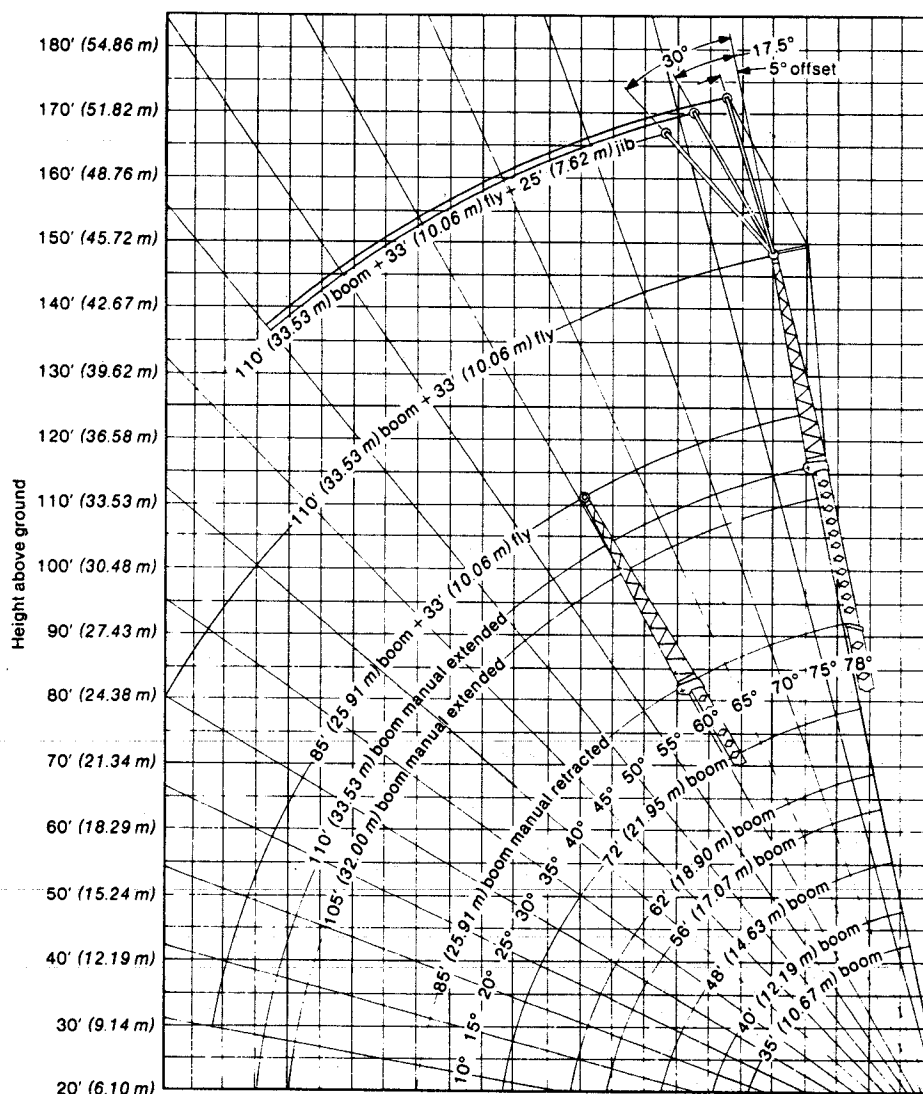 180' (54.86 m)
170' (51.82 m)
160' (48.76 m)
150' (45.72 m)
140' (42.67 m)
130' (39.62 m)
120' (36.58 m)
110' (33.53 m)
100' (30.48 m)
90' (27.43 m)
80' (24.38 m)
70' (21.34 m)
60' (18.29 m)
50' (15.24 m)
40' (12.19 m)
30' (9.14 m)
20' (6.10 m)
Height above ground
30°
17.5°
5° offset
110' (33.53 m) boom + 33' (10.06 m) fly + 25' (7.62 m) jib
110' (33.53 m) boom + 33' (10.06 m) fly
85' (25.91 m) boom + 33' (10.06 m) fly
110' (33.53 m) boom manual extended
105' (32.00 m) boom manual extended
85' (25.91 m) boom manual retracted
72' (21.95 m) boom
62' (18.90 m) boom
56' (17.07 m) boom
48' (14.63 m) boom
40' (12.19 m) boom
35' (10.67 m) boom
10° 15° 20° 25° 30° 35° 40° 45° 50° 55° 60° 65° 70° 75° 78°